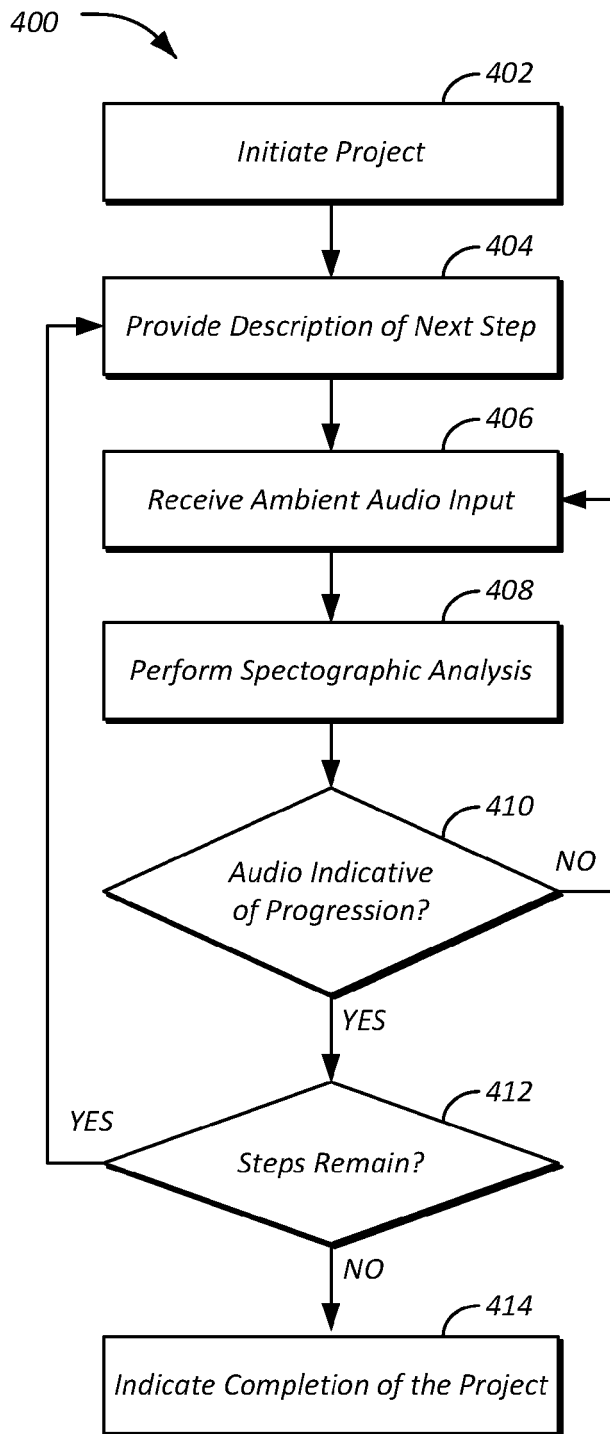 400
402
Initiate Project
404
Provide Description of Next Step
406
Receive Ambient Audio Input
408
Perform Spectographic Analysis
410
Audio Indicative
of Progression?
NO
YES
412
YES
Steps Remain?
NO
414
Indicate Completion of the Project